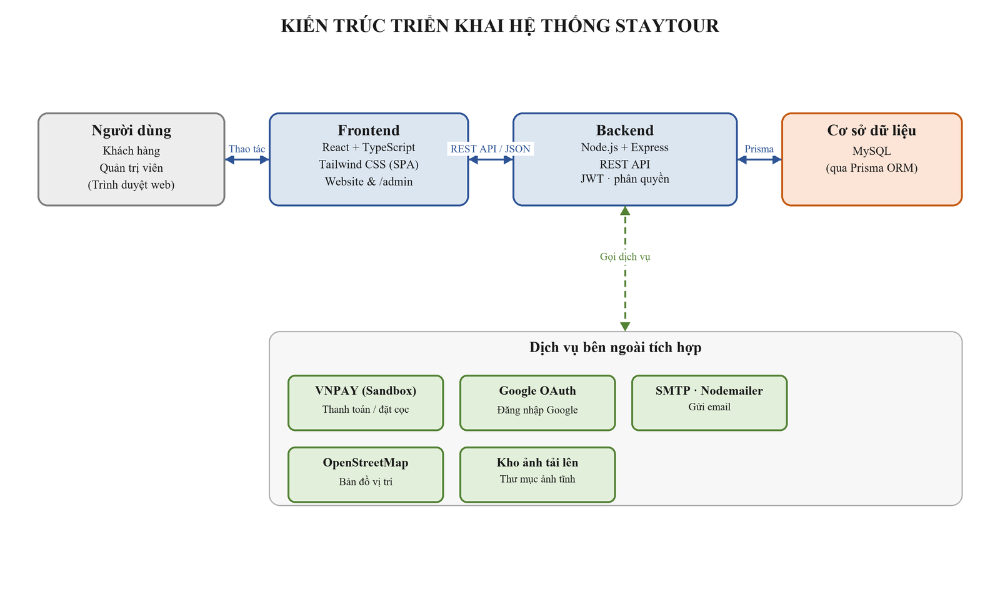 KIẾN TRÚC TRIỂN KHAI HỆ THỐNG STAYTOUR
Người dùng
Khách hàng
Quản trị viên
(Trình duyệt web)
Thao tác
Frontend
React + TypeScript
Tailwind CSS (SPA)
Website & /admin
REST API / JSON
Backend
Node.js + Express
REST API
JWT · phân quyền
Prisma
Cơ sở dữ liệu
MySQL
(qua Prisma ORM)
Gọi dịch vụ
Dịch vụ bên ngoài tích hợp
VNPAY (Sandbox)
Thanh toán / đặt cọc
Google OAuth
Đăng nhập Google
SMTP · Nodemailer
Gửi email
OpenStreetMap
Bản đồ vị trí
Kho ảnh tải lên
Thư mục ảnh tĩnh